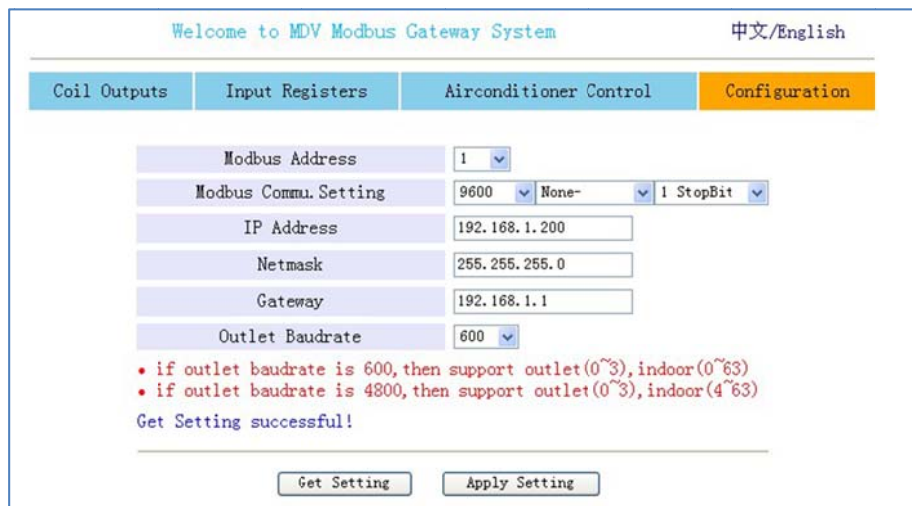 Welcome to MDV Modbus Gateway System 中文/English
Coil Outputs Input Registers Airconditioner Control Configuration
Modbus Address 1
Modbus Commu.Setting 9600 None- 1 StopBit
IP Address 192.168.1.200
Netmask 255.255.255.0
Gateway 192.168.1.1
Outlet Baudrate 600
• if outlet baudrate is 600,then support outlet(0~3),indoor(0~63)
• if outlet baudrate is 4800,then support outlet(0~3),indoor(4~63)
Get Setting successful!
Get Setting Apply Setting